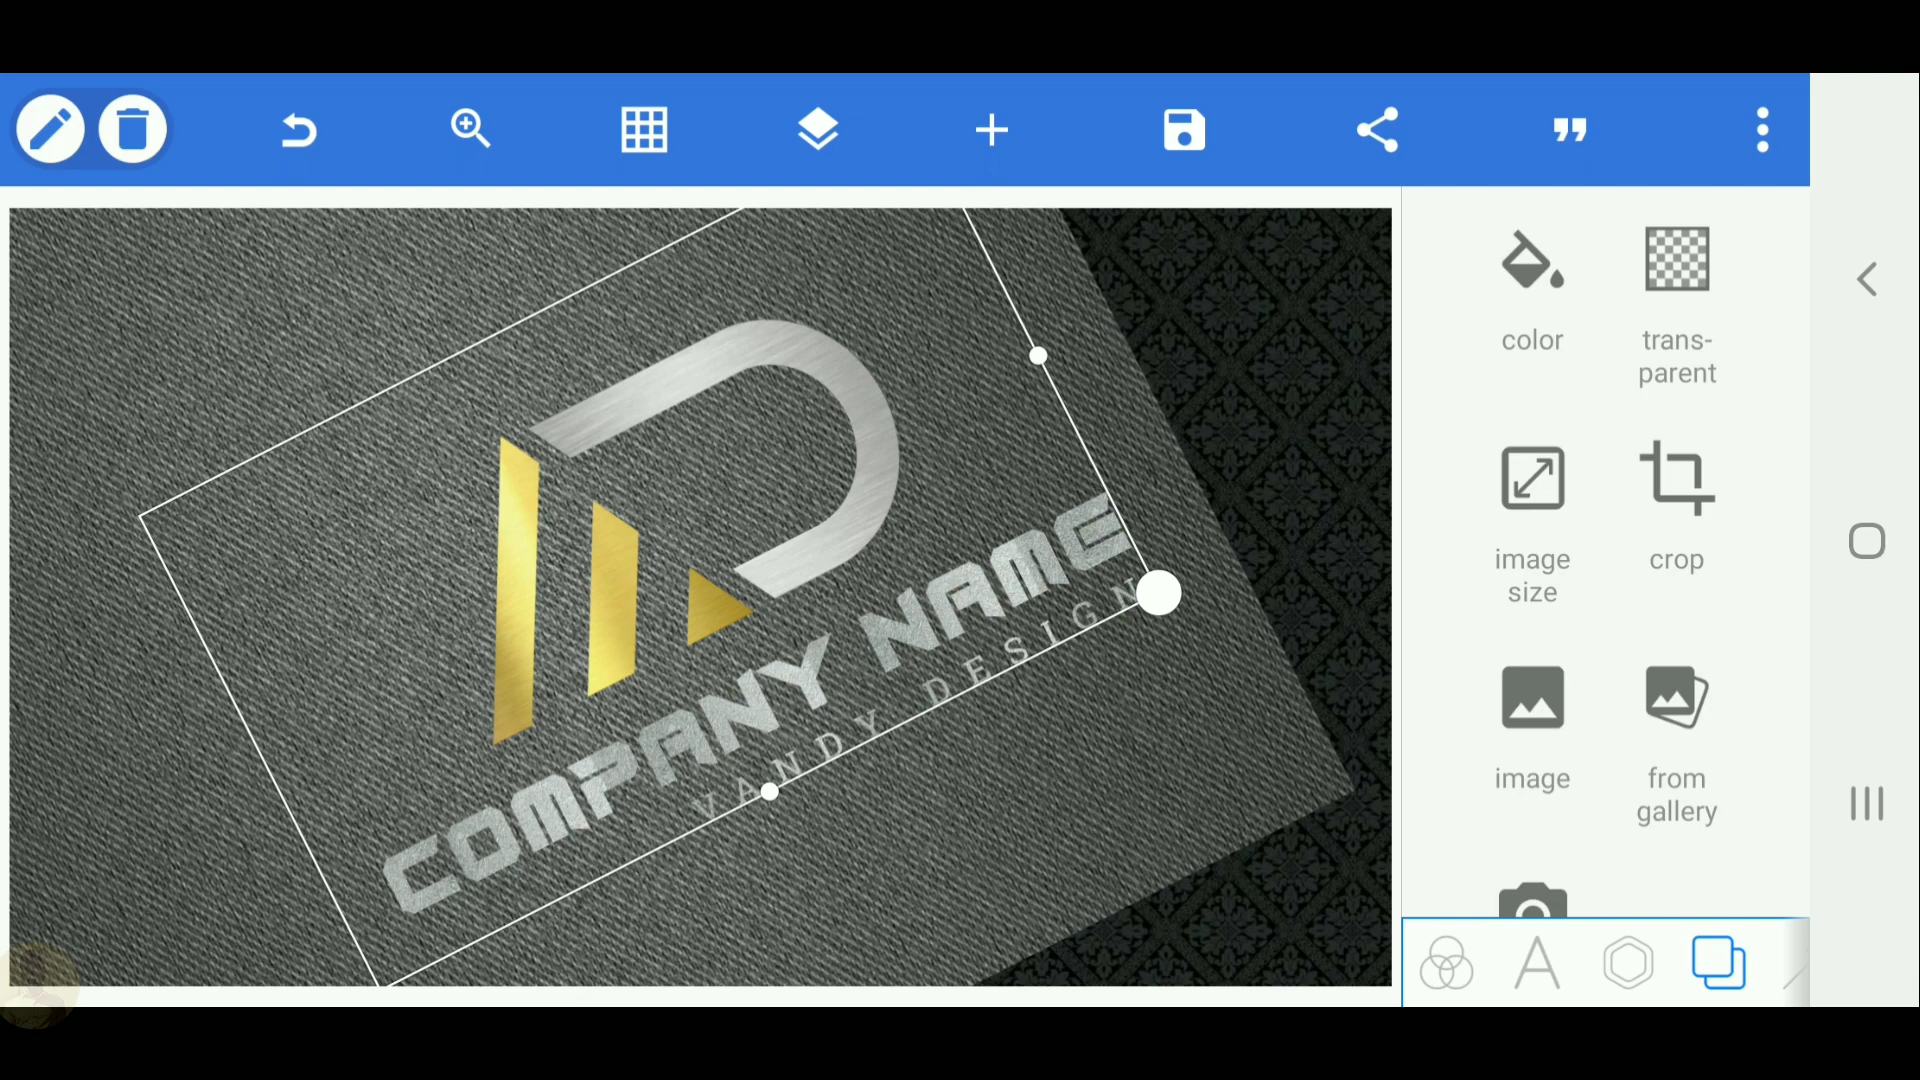 color
trans-
parent
image
size
crop
image
from
gallery
COMPANY NAME
VANDY DESIGN